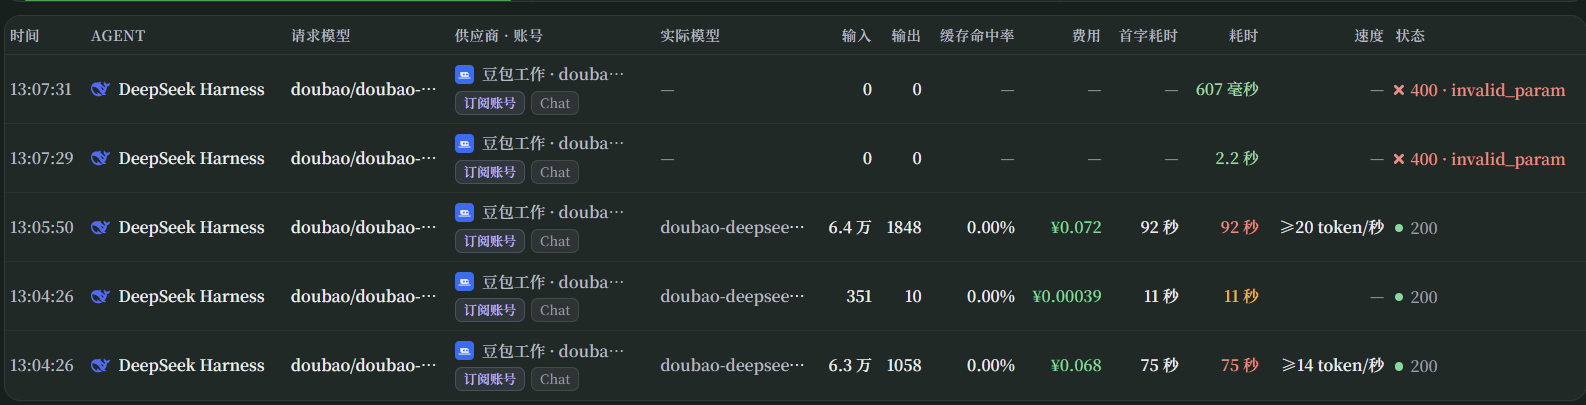 时间 AGENT 请求模型 供应商 · 账号 实际模型 输入 输出 缓存命中率 费用 首字耗时 耗时 速度 状态
13:07:31 DeepSeek Harness doubao/doubao-··· 豆包工作 · douba··· — 0 0 — — — 607 毫秒 — 400 · invalid_param
订阅账号 Chat
13:07:29 DeepSeek Harness doubao/doubao-··· 豆包工作 · douba··· — 0 0 — — — 2.2 秒 — 400 · invalid_param
订阅账号 Chat
13:05:50 DeepSeek Harness doubao/doubao-··· 豆包工作 · douba··· doubao-deepsee··· 6.4 万 1848 0.00% ¥0.072 92 秒 92 秒 ≥20 token/秒 200
订阅账号 Chat
13:04:26 DeepSeek Harness doubao/doubao-··· 豆包工作 · douba··· doubao-deepsee··· 351 10 0.00% ¥0.00039 11 秒 11 秒 — 200
订阅账号 Chat
13:04:26 DeepSeek Harness doubao/doubao-··· 豆包工作 · douba··· doubao-deepsee··· 6.3 万 1058 0.00% ¥0.068 75 秒 75 秒 ≥14 token/秒 200
订阅账号 Chat